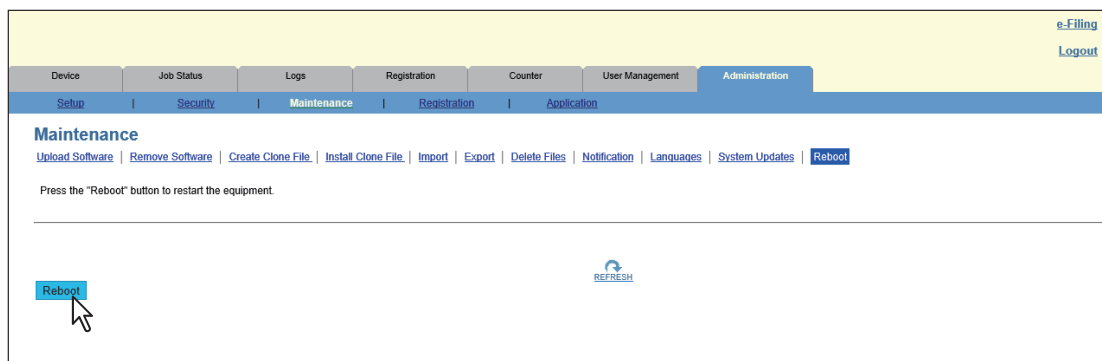 e-Filing
Logout
Device Job Status Logs Registration Counter User Management Administration
Setup | Security | Maintenance | Registration | Application
Maintenance
Upload Software | Remove Software | Create Clone File | Install Clone File | Import | Export | Delete Files | Notification | Languages | System Updates | Reboot
Press the "Reboot" button to restart the equipment.
REFRESH
Reboot